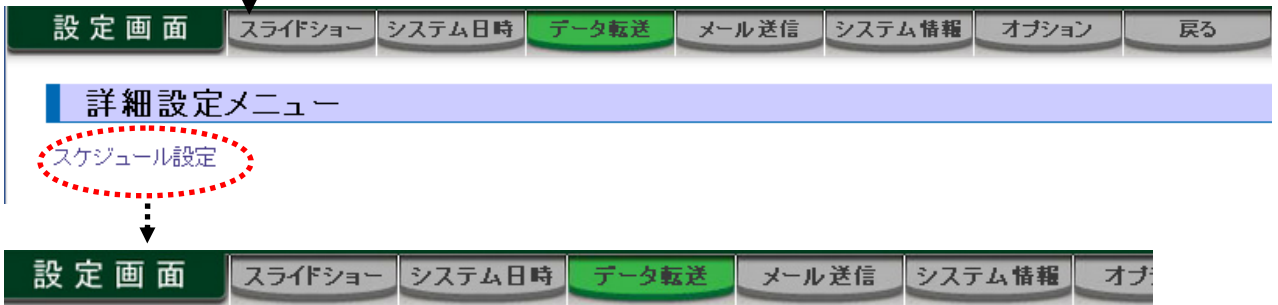 設定画面 スライドショー システム日時 データ転送 メール送信 システム情報 オプション 戻る
詳細設定メニュー
スケジュール設定
設定画面 スライドショー システム日時 データ転送 メール送信 システム情報 オプ